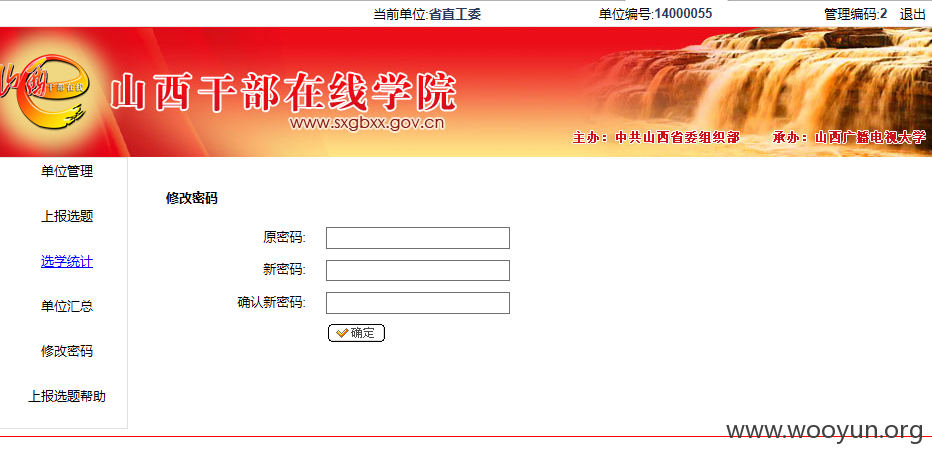 当前单位:省直工委 单位编号:14000055 管理编码:2 退出
山西干部在线学院
www.sxgbxx.gov.cn
干部在线
主办：中共山西省委组织部 承办：山西广播电视大学
单位管理
上报选题
选学统计
单位汇总
修改密码
上报选题帮助
修改密码
原密码:
新密码:
确认新密码:
确定
www.wooyun.org